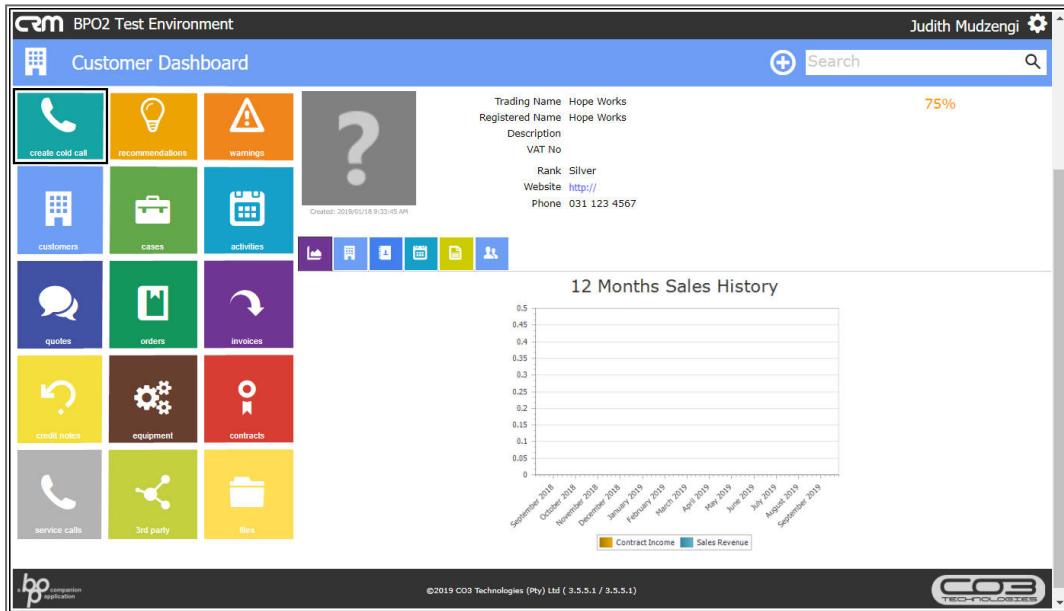 CRM BPO2 Test Environment
Judith Mudzengi
Customer Dashboard
Search
create cold call
recommendations
warnings
customers
cases
activities
quotes
orders
invoices
credit notes
equipment
contracts
service calls
3rd party
files
?
Created: 2019/01/18 9:33:45 AM
Trading Name Hope Works
Registered Name Hope Works
Description
VAT No
Rank Silver
Website http://
Phone 031 123 4567
75%
12 Months Sales History
0.5
0.45
0.4
0.35
0.3
0.25
0.2
0.15
0.1
0.05
0
September 2018
October 2018
November 2018
December 2018
January 2019
February 2019
March 2019
April 2019
May 2019
June 2019
July 2019
August 2019
September 2019
Contract Income Sales Revenue
a bpo companion application
©2019 CO3 Technologies (Pty) Ltd ( 3.5.5.1 / 3.5.5.1)
CO3
TECHNOLOGIES